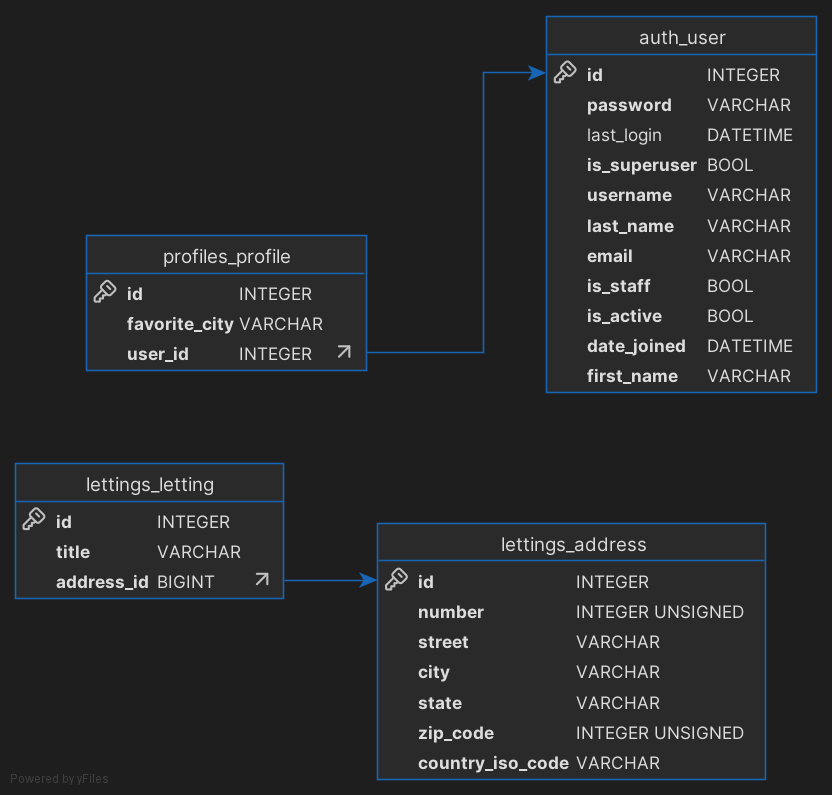 auth_user
id INTEGER
password VARCHAR
last_login DATETIME
is_superuser BOOL
username VARCHAR
last_name VARCHAR
email VARCHAR
is_staff BOOL
is_active BOOL
date_joined DATETIME
first_name VARCHAR
profiles_profile
id INTEGER
favorite_city VARCHAR
user_id INTEGER
lettings_letting
id INTEGER
title VARCHAR
address_id BIGINT
lettings_address
id INTEGER
number INTEGER UNSIGNED
street VARCHAR
city VARCHAR
state VARCHAR
zip_code INTEGER UNSIGNED
country_iso_code VARCHAR
Powered by yFiles